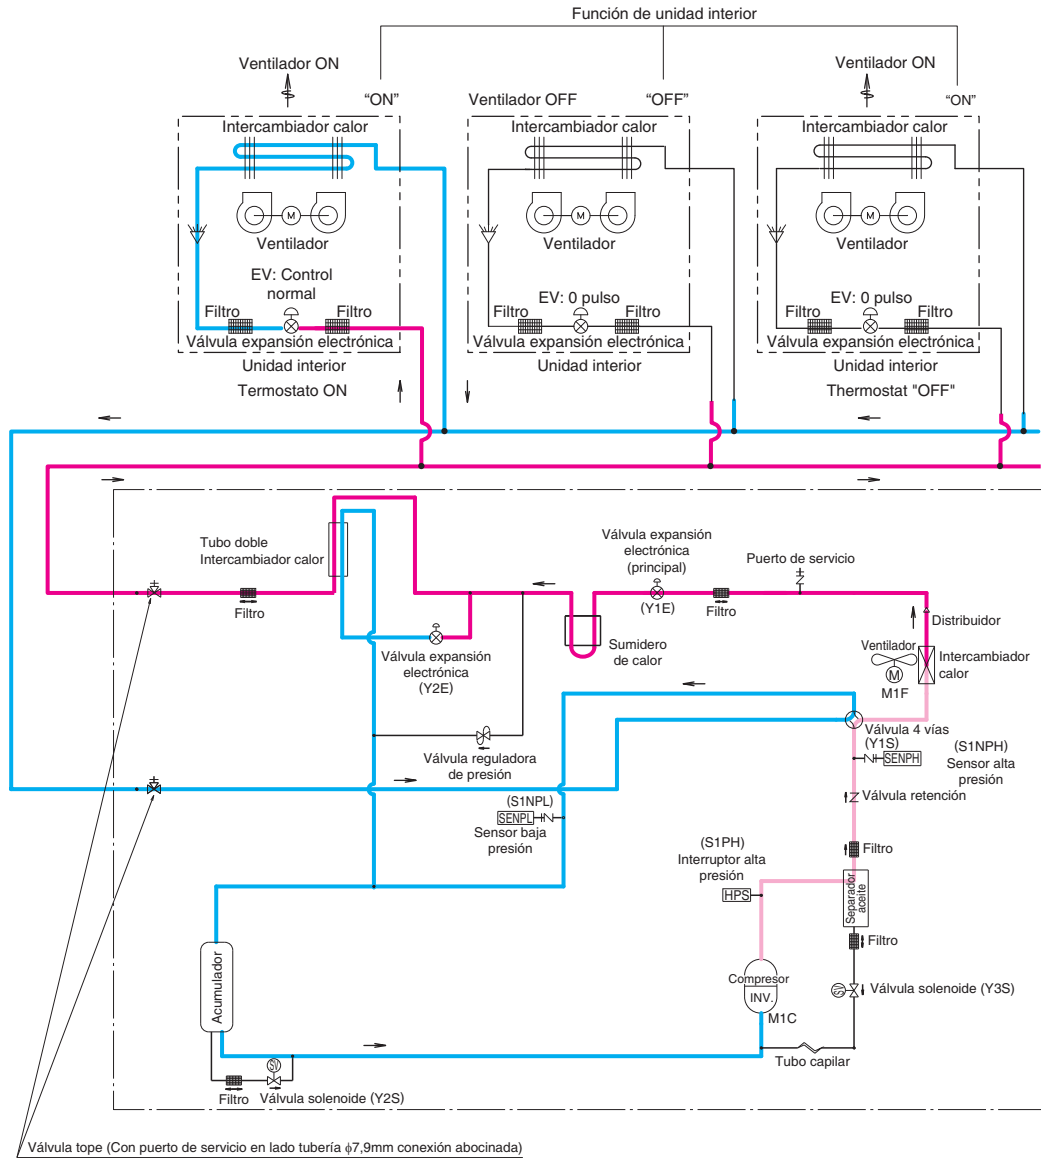 Función de unidad interior
Ventilador ON
"ON"
Ventilador OFF
"OFF"
Ventilador ON
"ON"
Intercambiador calor
Intercambiador calor
Intercambiador calor
M
M
M
Ventilador
Ventilador
Ventilador
EV: Control
normal
EV: 0 pulso
EV: 0 pulso
Filtro
Filtro
Filtro
Filtro
Filtro
Filtro
Válvula expansión electrónica
Válvula expansión electrónica
Válvula expansión electrónica
Unidad interior
Unidad interior
Unidad interior
Termostato ON
Thermostat "OFF"
Tubo doble
Intercambiador calor
Válvula expansión
electrónica
(principal)
(Y1E)
Puerto de servicio
Filtro
Filtro
Distribuidor
Sumidero
de calor
Ventilador
M
M1F
Intercambiador
calor
Válvula expansión
electrónica
(Y2E)
Válvula 4 vías
(Y1S)
SENPH
(S1NPH)
Sensor alta
presión
Válvula reguladora
de presión
Válvula retención
(S1NPL)
SENPL
Sensor baja
presión
(S1PH)
Interruptor alta
presión
HPS
Filtro
Separador
aceite
Filtro
Acumulador
Compresor
INV.
M1C
SV
Válvula solenoide (Y3S)
Tubo capilar
SV
Filtro
Válvula solenoide (Y2S)
Válvula tope (Con puerto de servicio en lado tubería ϕ7,9mm conexión abocinada)